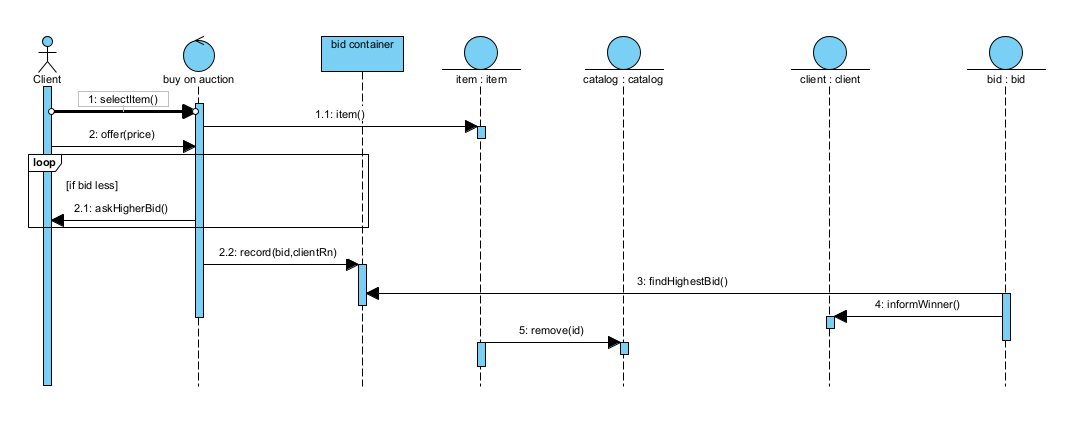 bid container
Client
buy on auction
item : item
catalog : catalog
client : client
bid : bid
1: selectItem()
1.1: item()
2: offer(price)
loop
[if bid less]
2.1: askHigherBid()
2.2: record(bid,clientRn)
3: findHighestBid()
4: informWinner()
5: remove(id)